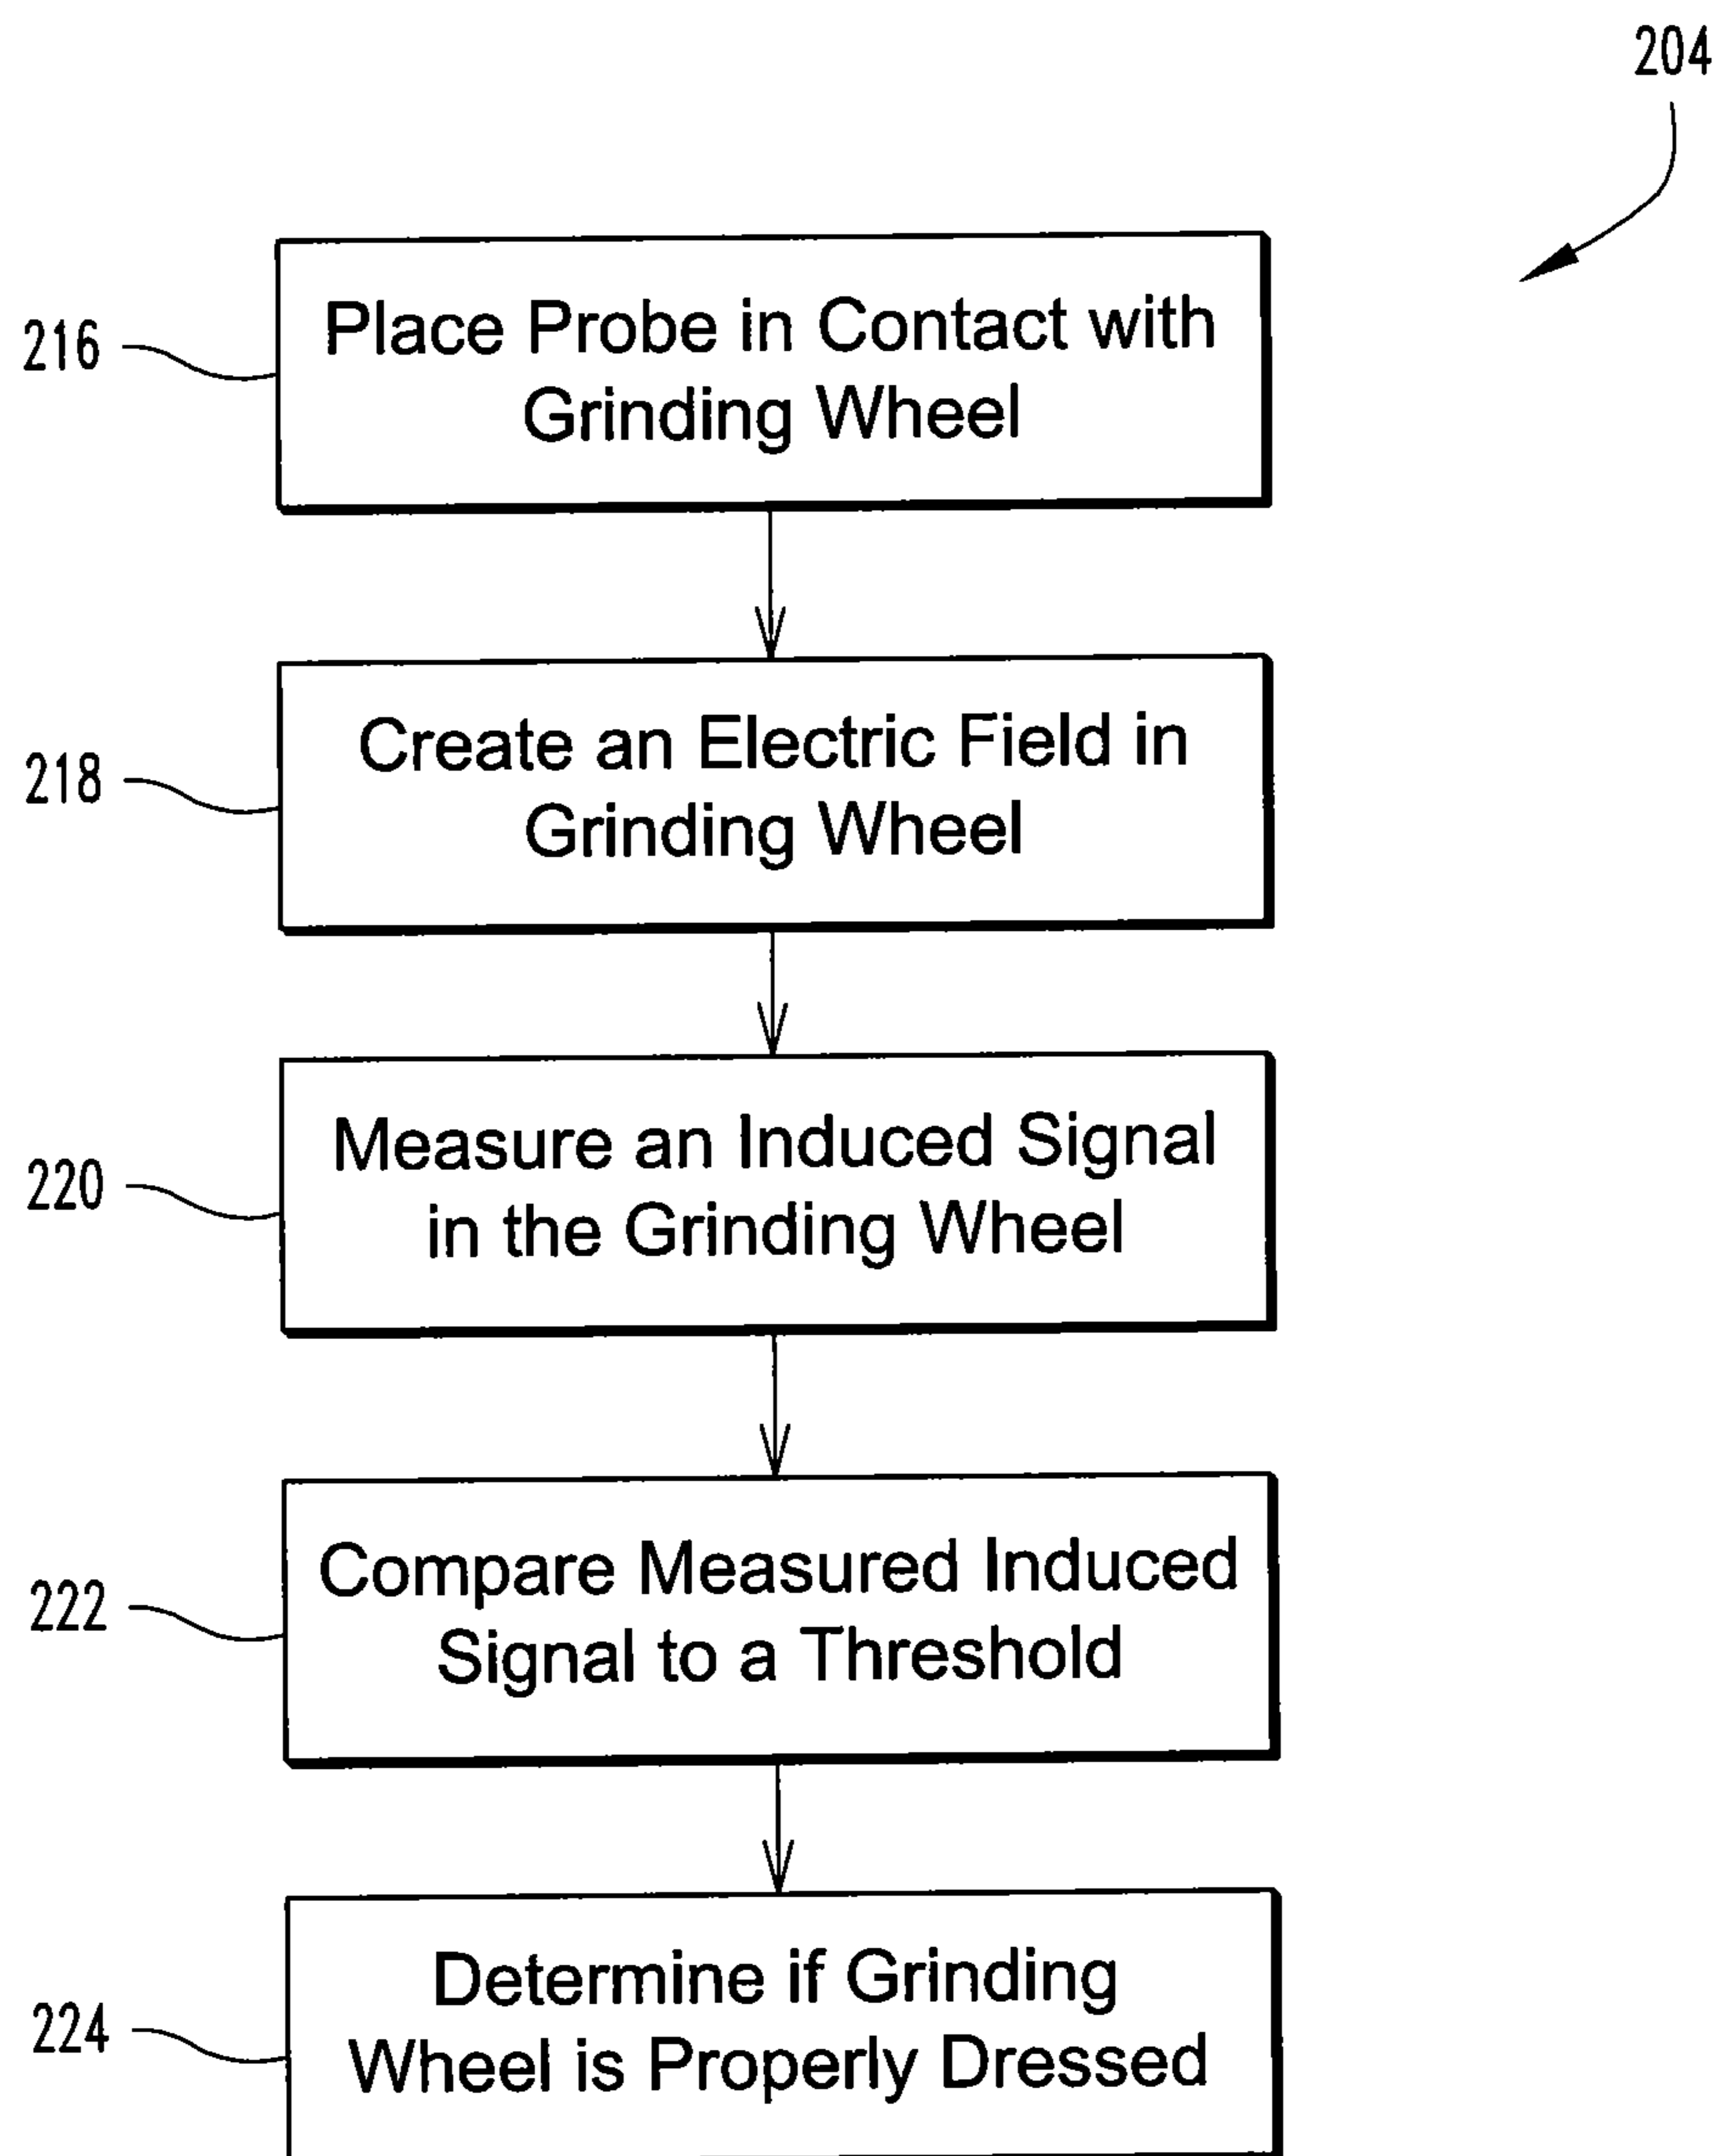 204
216
Place Probe in Contact with
Grinding Wheel
218
Create an Electric Field in
Grinding Wheel
220
Measure an Induced Signal
in the Grinding Wheel
222
Compare Measured Induced
Signal to a Threshold
224
Determine if Grinding
Wheel is Properly Dressed